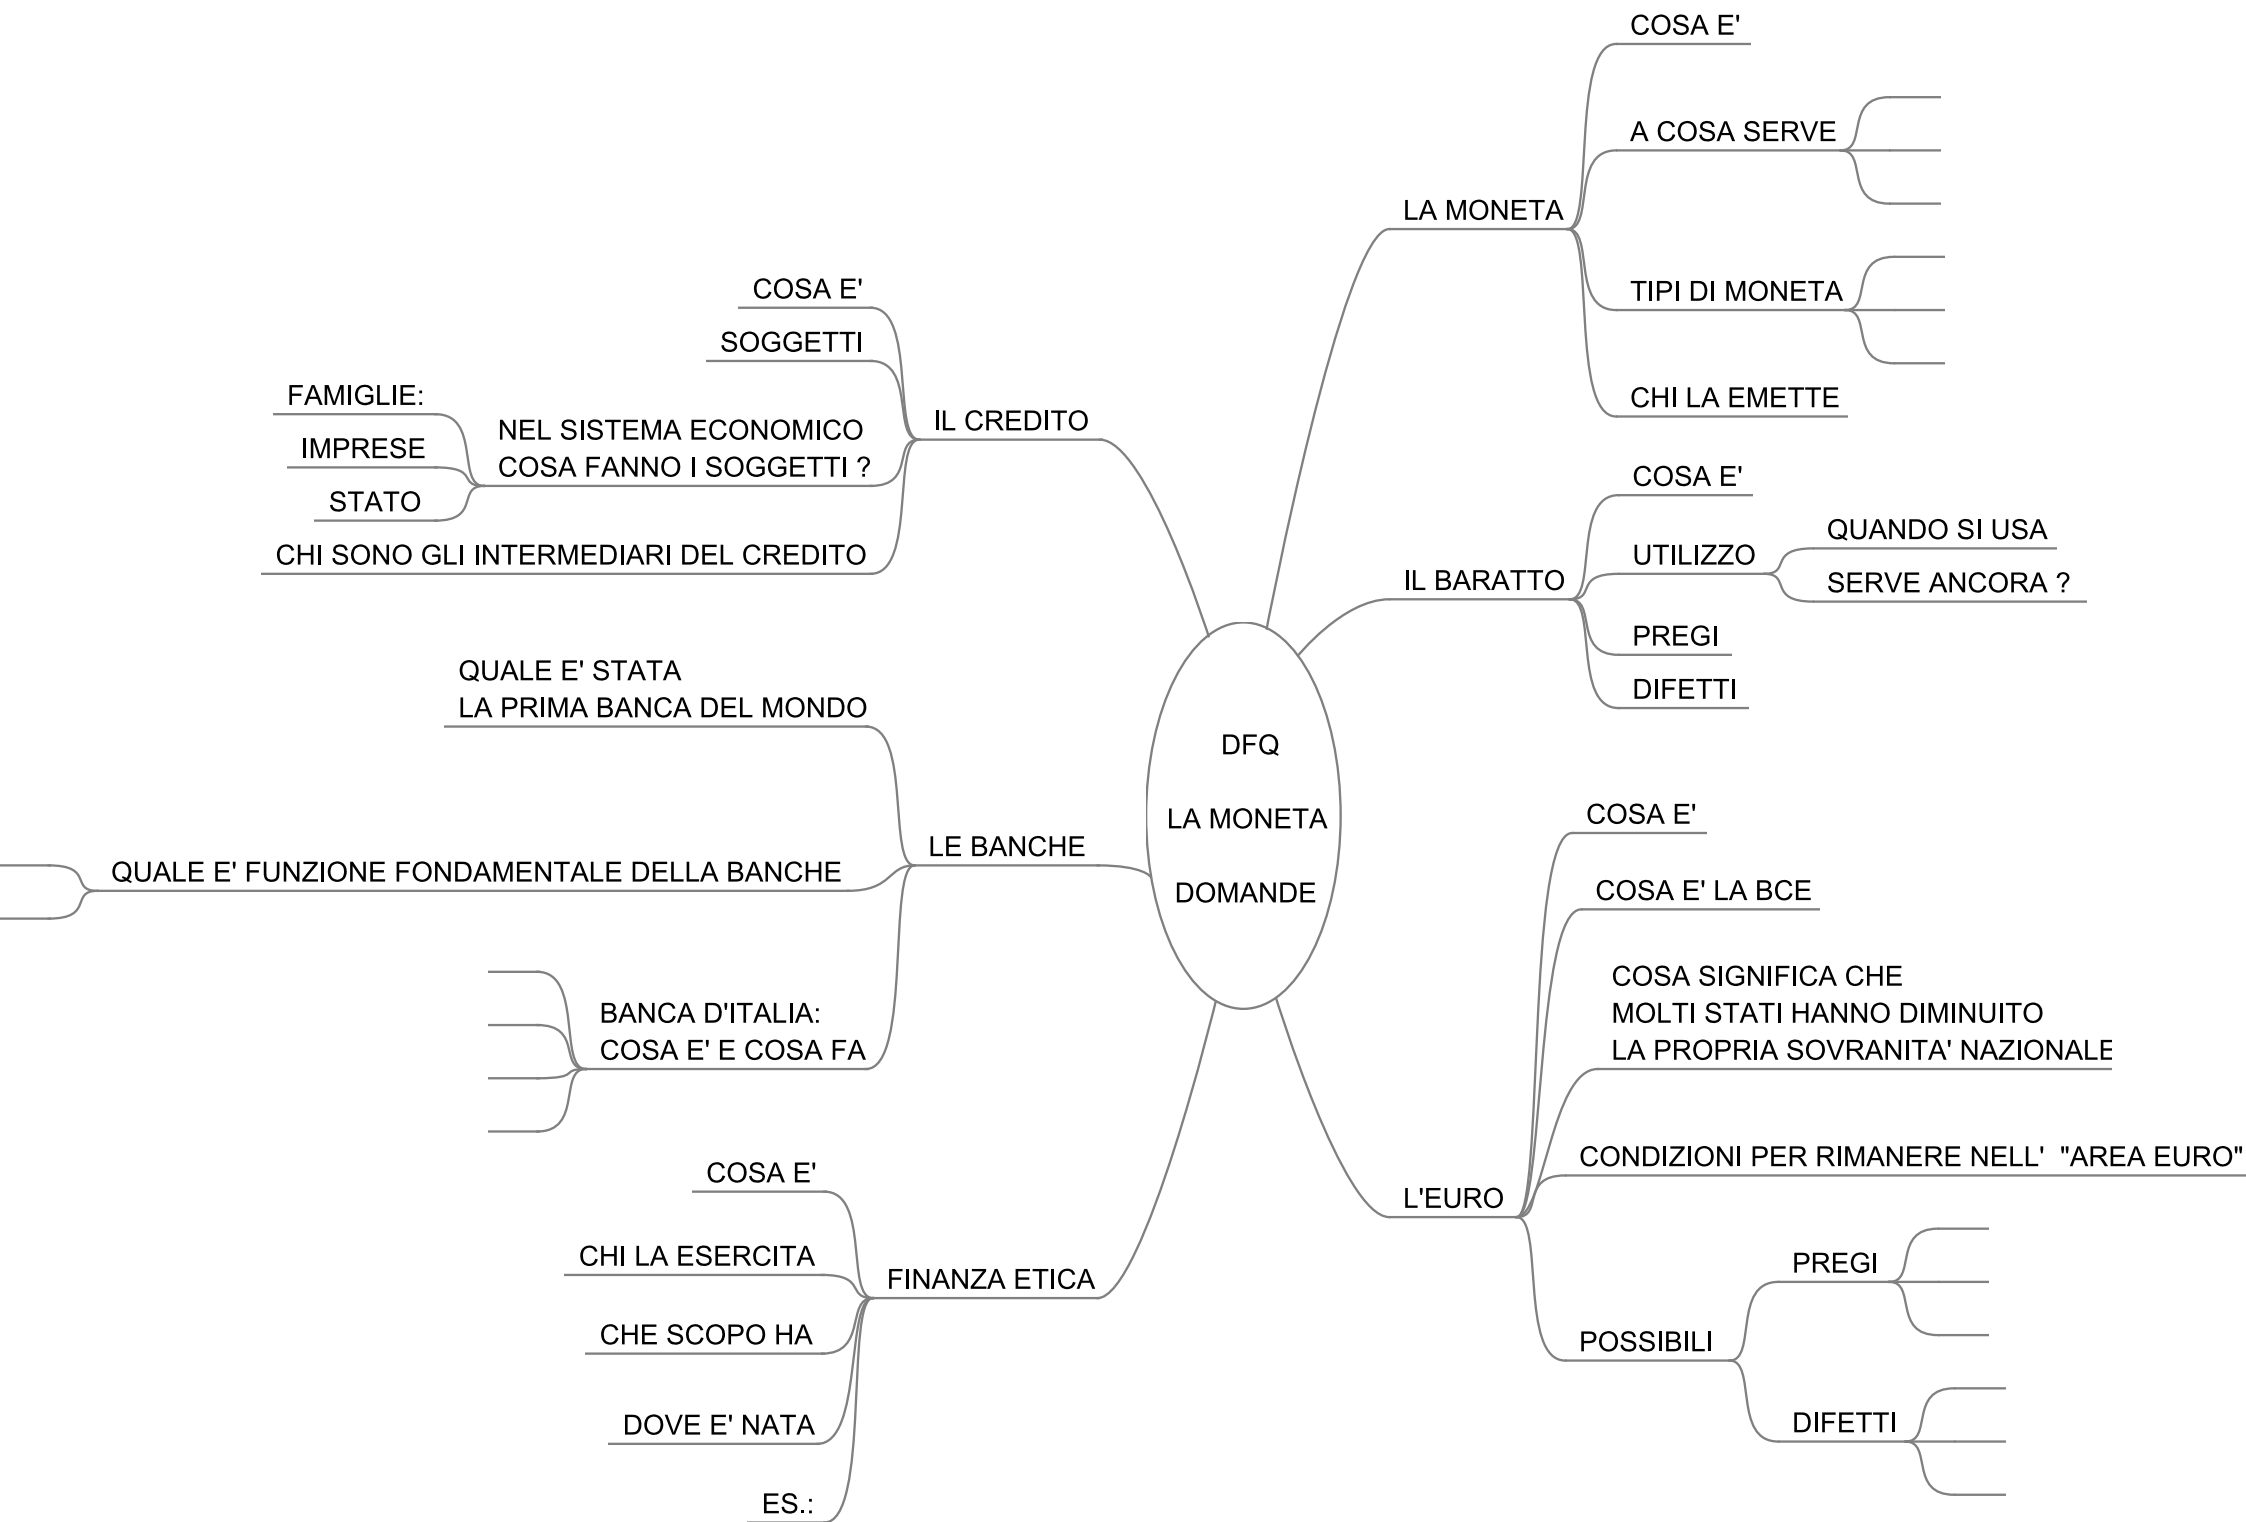 DFQ
LA MONETA
DOMANDE
LA MONETA
COSA E'
A COSA SERVE
TIPI DI MONETA
CHI LA EMETTE
IL BARATTO
COSA E'
UTILIZZO
QUANDO SI USA
SERVE ANCORA ?
PREGI
DIFETTI
L'EURO
COSA E'
COSA E' LA BCE
COSA SIGNIFICA CHE
MOLTI STATI HANNO DIMINUITO
LA PROPRIA SOVRANITA' NAZIONALE
CONDIZIONI PER RIMANERE NELL' "AREA EURO"
POSSIBILI
PREGI
DIFETTI
IL CREDITO
COSA E'
SOGGETTI
NEL SISTEMA ECONOMICO
COSA FANNO I SOGGETTI ?
FAMIGLIE:
IMPRESE
STATO
CHI SONO GLI INTERMEDIARI DEL CREDITO
LE BANCHE
QUALE E' STATA
LA PRIMA BANCA DEL MONDO
QUALE E' FUNZIONE FONDAMENTALE DELLA BANCHE
BANCA D'ITALIA:
COSA E' E COSA FA
FINANZA ETICA
COSA E'
CHI LA ESERCITA
CHE SCOPO HA
DOVE E' NATA
ES.: